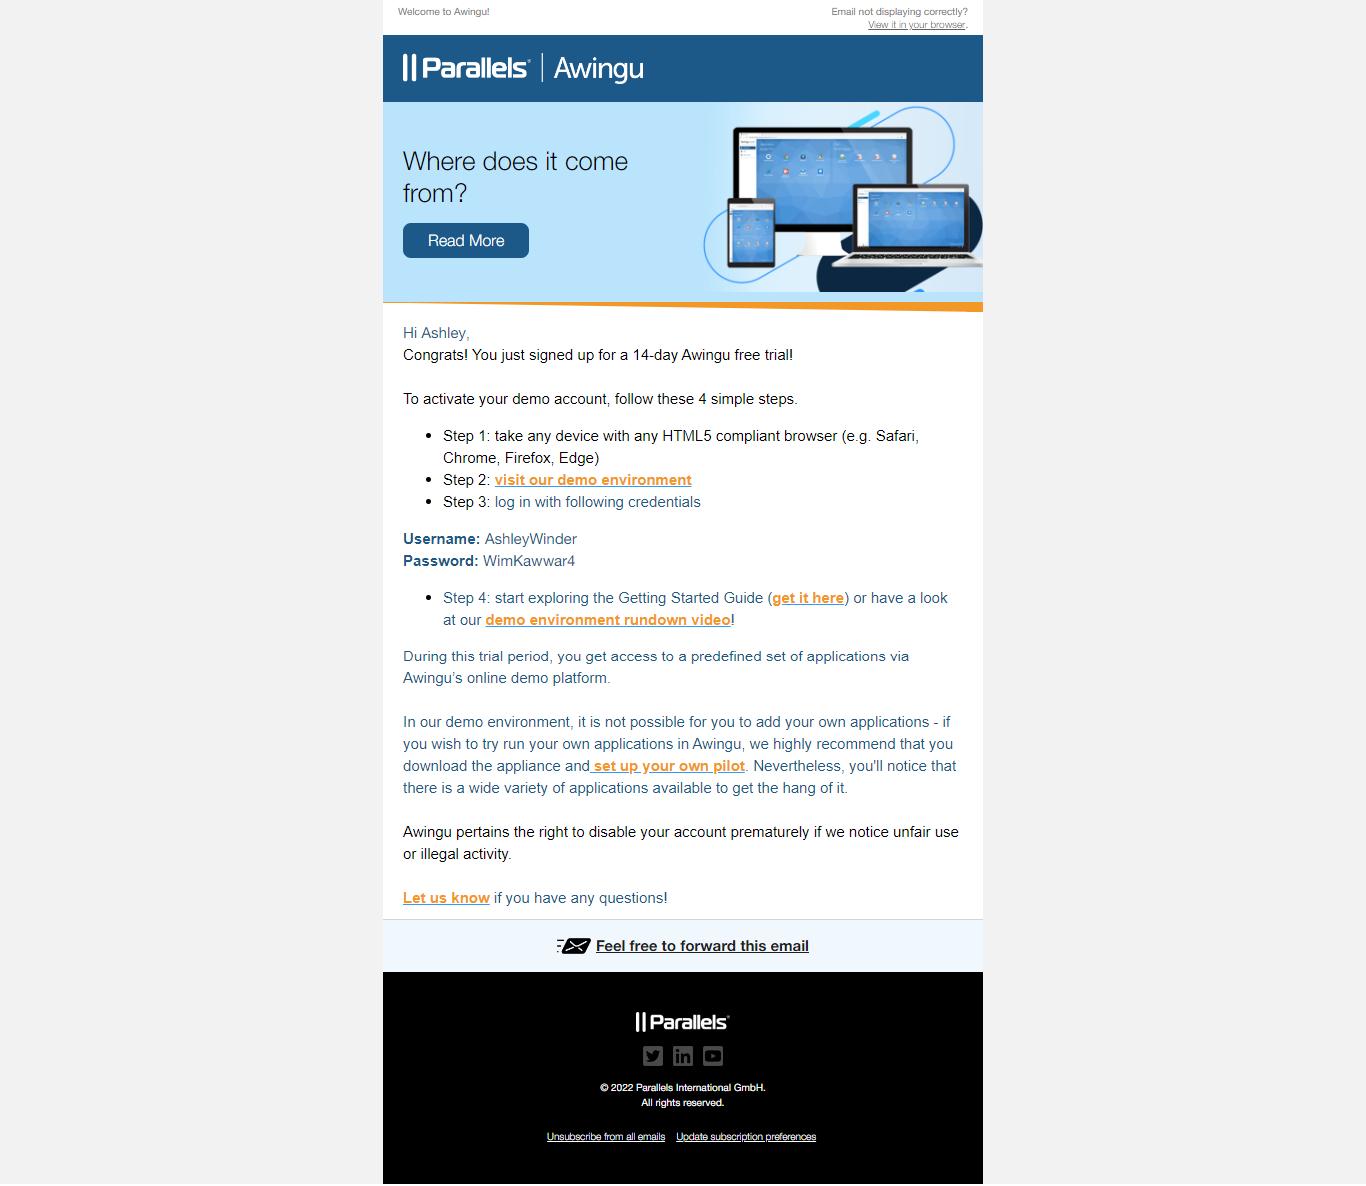 Welcome to Awingu!
Email not displaying correctly?
View it in your browser.
Parallels® | Awingu
Where does it come
from?
Read More
Hi Ashley,
Congrats! You just signed up for a 14-day Awingu free trial!
To activate your demo account, follow these 4 simple steps.
• Step 1: take any device with any HTML5 compliant browser (e.g. Safari,
Chrome, Firefox, Edge)
• Step 2: visit our demo environment
• Step 3: log in with following credentials
Username: AshleyWinder
Password: WimKawwar4
• Step 4: start exploring the Getting Started Guide (get it here) or have a look
at our demo environment rundown video!
During this trial period, you get access to a predefined set of applications via
Awingu’s online demo platform.
In our demo environment, it is not possible for you to add your own applications - if
you wish to try run your own applications in Awingu, we highly recommend that you
download the appliance and set up your own pilot. Nevertheless, you'll notice that
there is a wide variety of applications available to get the hang of it.
Awingu pertains the right to disable your account prematurely if we notice unfair use
or illegal activity.
Let us know if you have any questions!
Feel free to forward this email
Parallels®
© 2022 Parallels International GmbH.
All rights reserved.
Unsubscribe from all emails Update subscription preferences